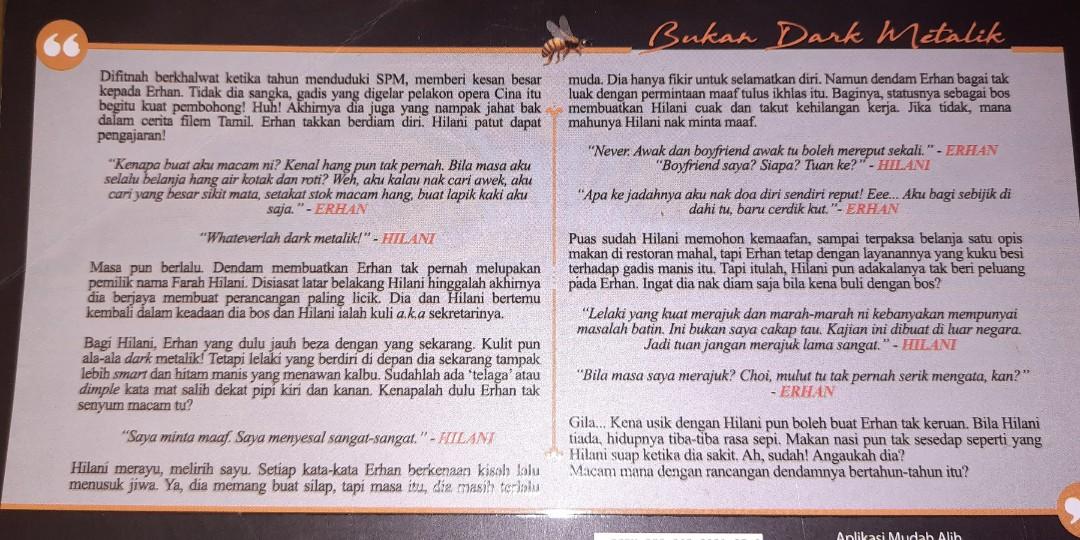 Bukan Dark Metalik
Difitnah berkhalwat ketika tahun menduduki SPM, memberi kesan besar
kepada Erhan. Tidak dia sangka, gadis yang digelar pelakon opera Cina itu
begitu kuat pembohong! Huh! Akhirnya dia juga yang nampak jahat bak
dalam cerita filem Tamil. Erhan takkan berdiam diri. Hilani patut dapat
pengajaran!
"Kenapa buat aku macam ni? Kenal hang pun tak pernah. Bila masa aku
selalu belanja hang air kotak dan roti? Weh, aku kalau nak cari awek, aku
cari yang besar sikit mata, setakat stok macam hang, buat lapik kaki aku
saja." - ERHAN
"Whateverlah dark metalik!" - HILANI
Masa pun berlalu. Dendam membuatkan Erhan tak pernah melupakan
pemilik nama Farah Hilani. Disiasat latar belakang Hilani hinggalah akhirnya
dia berjaya membuat perancangan paling licik. Dia dan Hilani bertemu
kembali dalam keadaan dia bos dan Hilani ialah kuli a.k.a sekretarinya.
Bagi Hilani, Erhan yang dulu jauh beza dengan yang sekarang. Kulit pun
ala-ala dark metalik! Tetapi lelaki yang berdiri di depan dia sekarang tampak
lebih smart dan hitam manis yang menawan kalbu. Sudahlah ada 'telaga' atau
dimple kata mat salih dekat pipi kiri dan kanan. Kenapalah dulu Erhan tak
senyum macam tu?
"Saya minta maaf. Saya menyesal sangat-sangat." - HILANI
Hilani merayu, melirih sayu. Setiap kata-kata Erhan berkenaan kisah lalu
menusuk jiwa. Ya, dia memang buat silap, tapi masa itu, dia masih terlalu
muda. Dia hanya fikir untuk selamatkan diri. Namun dendam Erhan bagai tak
luak dengan permintaan maaf tulus ikhlas itu. Baginya, statusnya sebagai bos
membuatkan Hilani cuak dan takut kehilangan kerja. Jika tidak, mana
mahunya Hilani nak minta maaf.
"Never. Awak dan boyfriend awak tu boleh mereput sekali." - ERHAN
"Boyfriend saya? Siapa? Tuan ke?" - HILANI
"Apa ke jadahnya aku nak doa diri sendiri reput! Eee... Aku bagi sebijik di
dahi tu, baru cerdik kut."- ERHAN
Puas sudah Hilani memohon kemaafan, sampai terpaksa belanja satu opis
makan di restoran mahal, tapi Erhan tetap dengan layanannya yang kuku besi
terhadap gadis manis itu. Tapi itulah, Hilani pun adakalanya tak beri peluang
pada Erhan. Ingat dia nak diam saja bila kena buli dengan bos?
"Lelaki yang kuat merajuk dan marah-marah ni kebanyakan mempunyai
masalah batin. Ini bukan saya cakap tau. Kajian ini dibuat di luar negara.
Jadi tuan jangan merajuk lama sangat." - HILANI
"Bila masa saya merajuk? Choi, mulut tu tak pernah serik mengata, kan?"
- ERHAN
Gila... Kena usik dengan Hilani pun boleh buat Erhan tak keruan. Bila Hilani
tiada, hidupnya tiba-tiba rasa sepi. Makan nasi pun tak sesedap seperti yang
Hilani suap ketika dia sakit. Ah, sudah! Angaukah dia?
Macam mana dengan rancangan dendamnya bertahun-tahun itu?
Aplikasi Mudah Alih